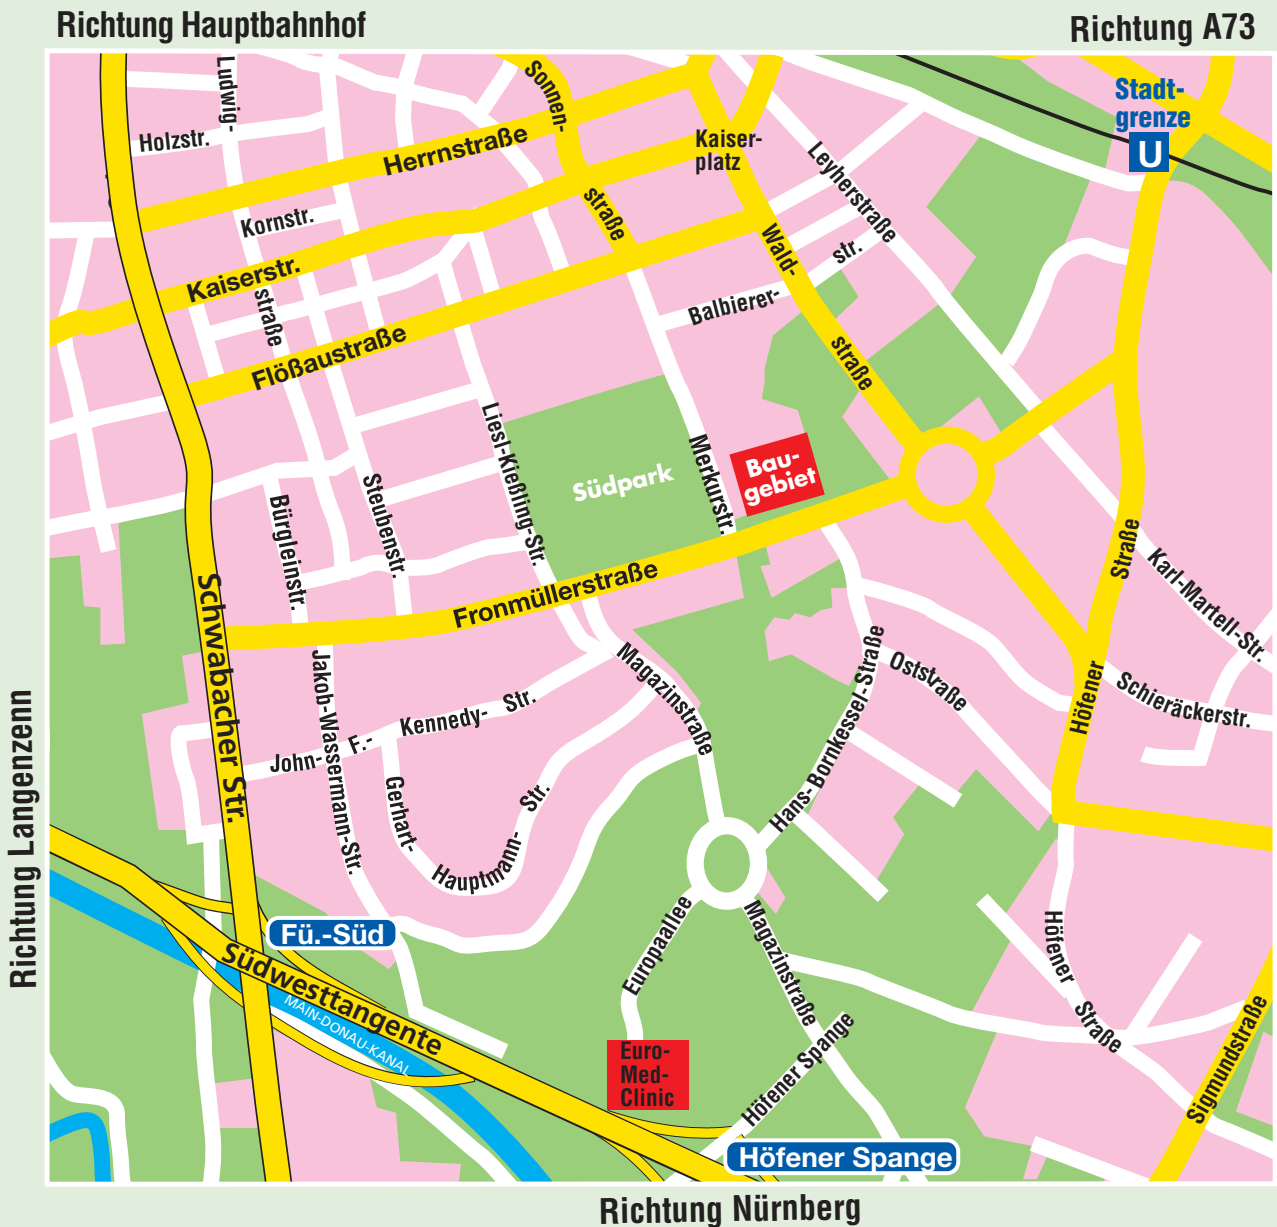 Richtung Hauptbahnhof
Richtung A73
Ludwig-
straße
Sonnen-
straße
Stadt-
grenze
U
Holzstr.
Herrnstraße
Kaiser-
platz
Leyherstraße
Kornstr.
Kaiserstr.
Wald-
straße
Balbierer-
str.
Flößaustraße
Liesl-Kießling-Str.
Merkurstr.
Bau-
gebiet
Südpark
Steubenstr.
Bürgleinstr.
Fronmüllerstraße
Schwabacher Str.
Höfener
Straße
Karl-Martell-Str.
Schieräckerstr.
Oststraße
Hans-Bornkessel-Straße
Magazinstraße
Jakob-Wassermann-Str.
John-
F.-
Kennedy-
Str.
Gerhart-
Hauptmann-
Str.
Richtung Langenzenn
Fü.-Süd
Südwesttangente
MAIN-DONAU-KANAL
Europaallee
Magazinstraße
Höfener
Straße
Euro-
Med-
Clinic
Höfener Spange
Sigmundstraße
Höfener Spange
Richtung Nürnberg